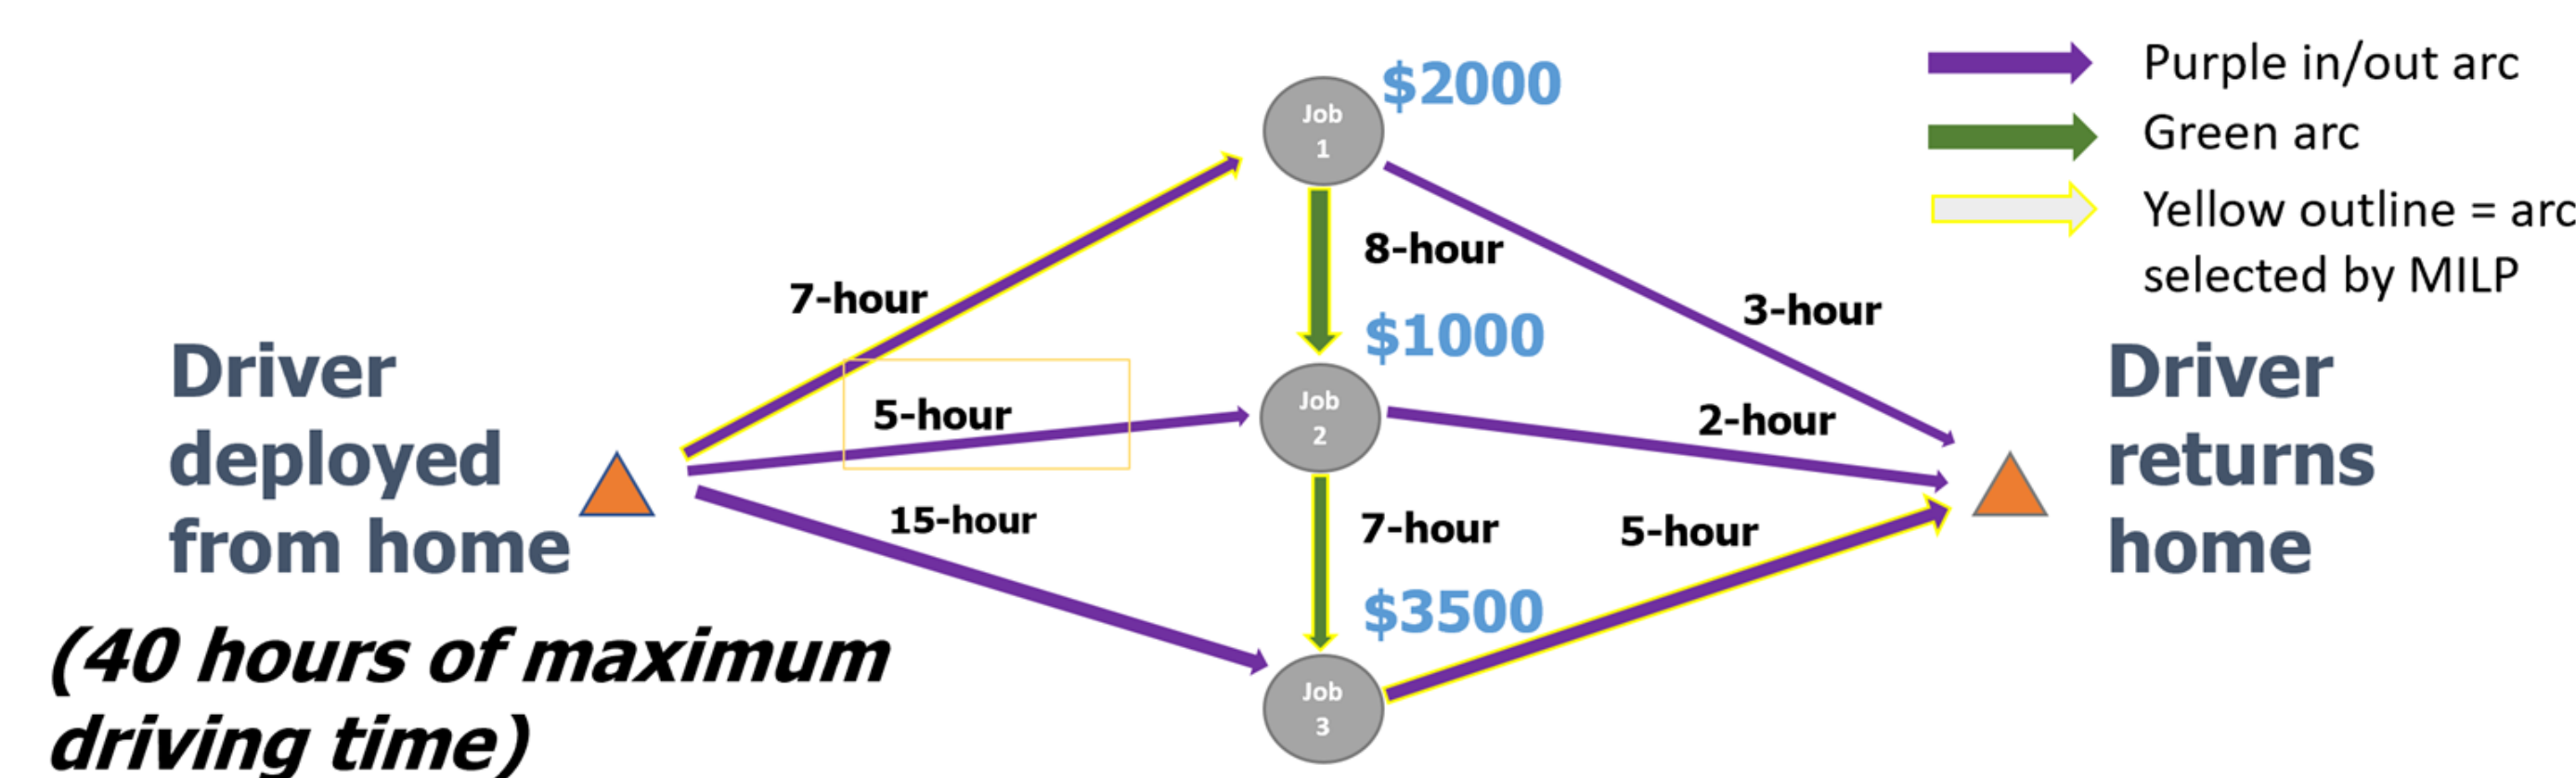 $2000
Purple in/out arc
Job
1
Green arc
8-hour
Yellow outline = arc
selected by MILP
7-hour
3-hour
$1000
Driver
deployed
from home
5-hour
Job
2
2-hour
Driver
returns
home
15-hour
7-hour
5-hour
$3500
(40 hours of maximum
driving time)
Job
3